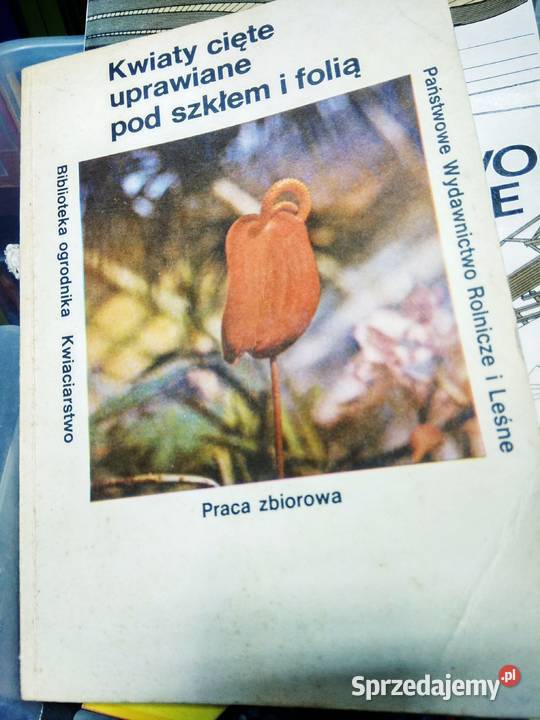 Kwiaty cięte
uprawiane
pod szkłem i folią
Państwowe Wydawnictwo Rolnicze i Leśne
Biblioteka ogrodnika Kwiaciarstwo
Praca zbiorowa
Sprzedajemy.pl